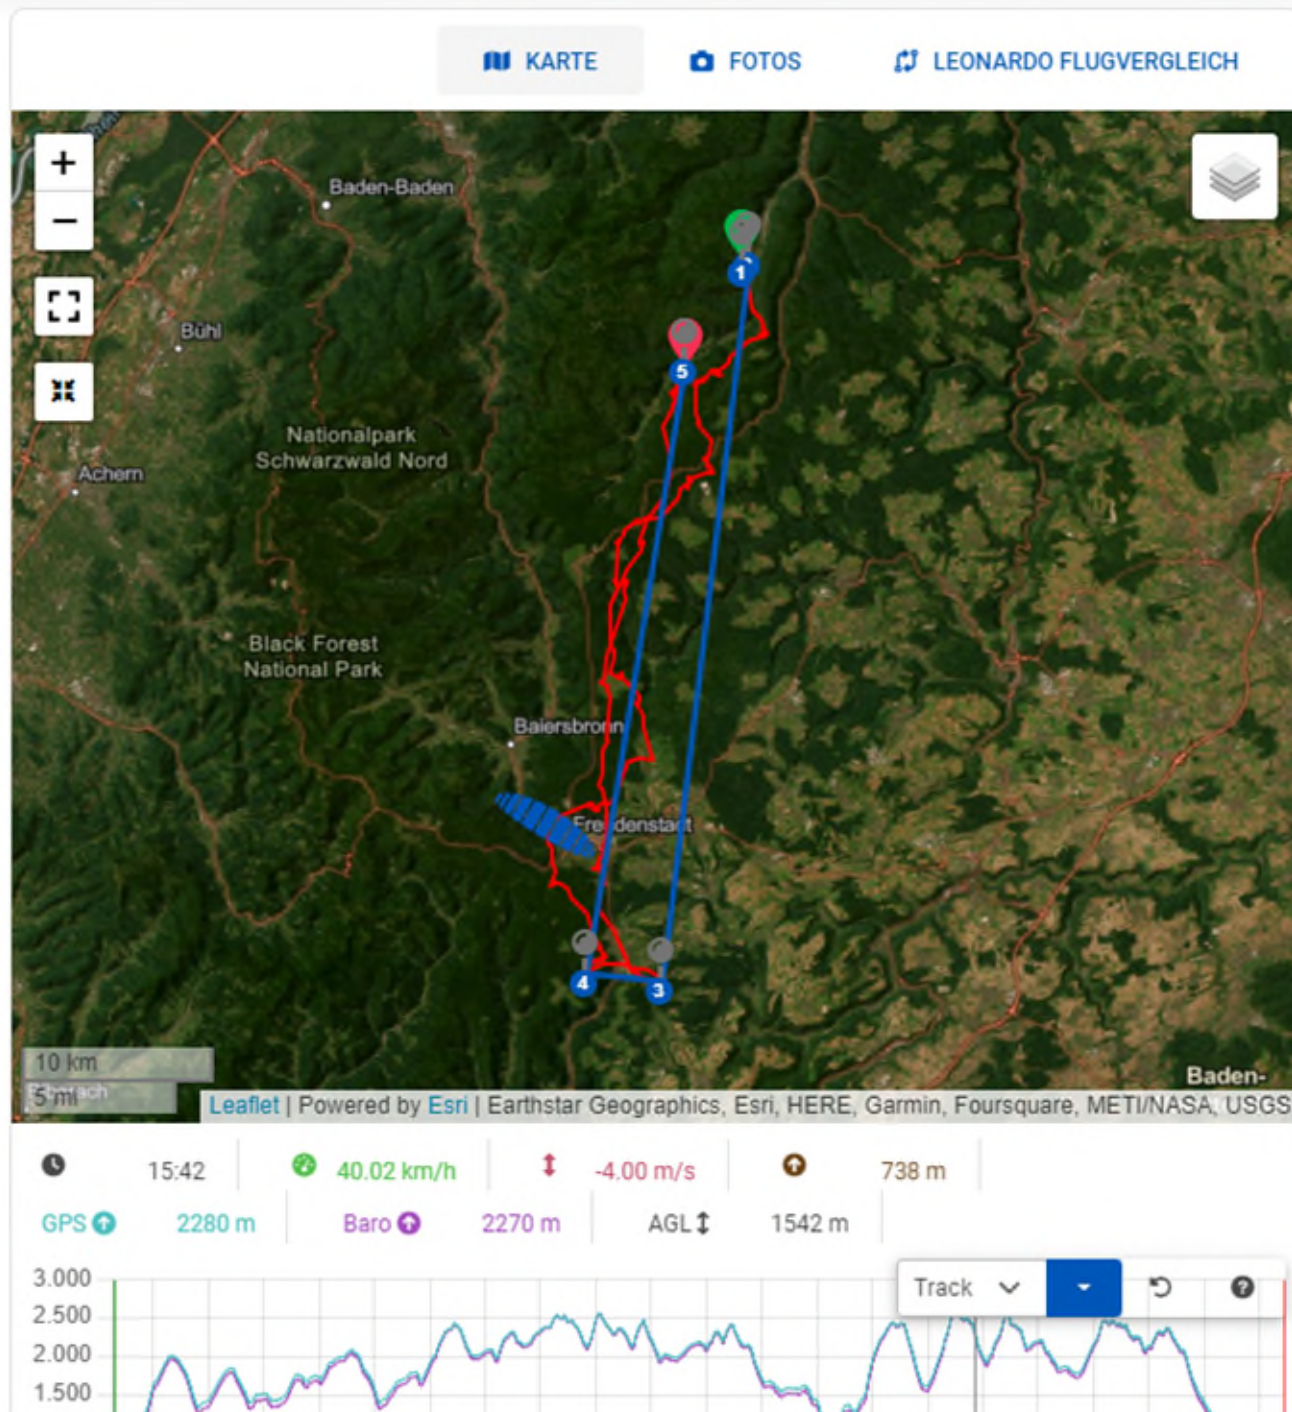 KARTE FOTOS LEONARDO FLUGVERGLEICH
+
Baden-Baden
−
1
Bühl
5
Nationalpark
Schwarzwald Nord
Achern
Black Forest
National Park
Baiersbronn
Freudenstadt
4 3
10 km
5 mi
Baden-
Leaflet | Powered by Esri | Earthstar Geographics, Esri, HERE, Garmin, Foursquare, METI/NASA, USGS
15:42 40.02 km/h -4.00 m/s 738 m
GPS 2280 m Baro 2270 m AGL 1542 m
3.000
Track ?
2.500
2.000
1.500